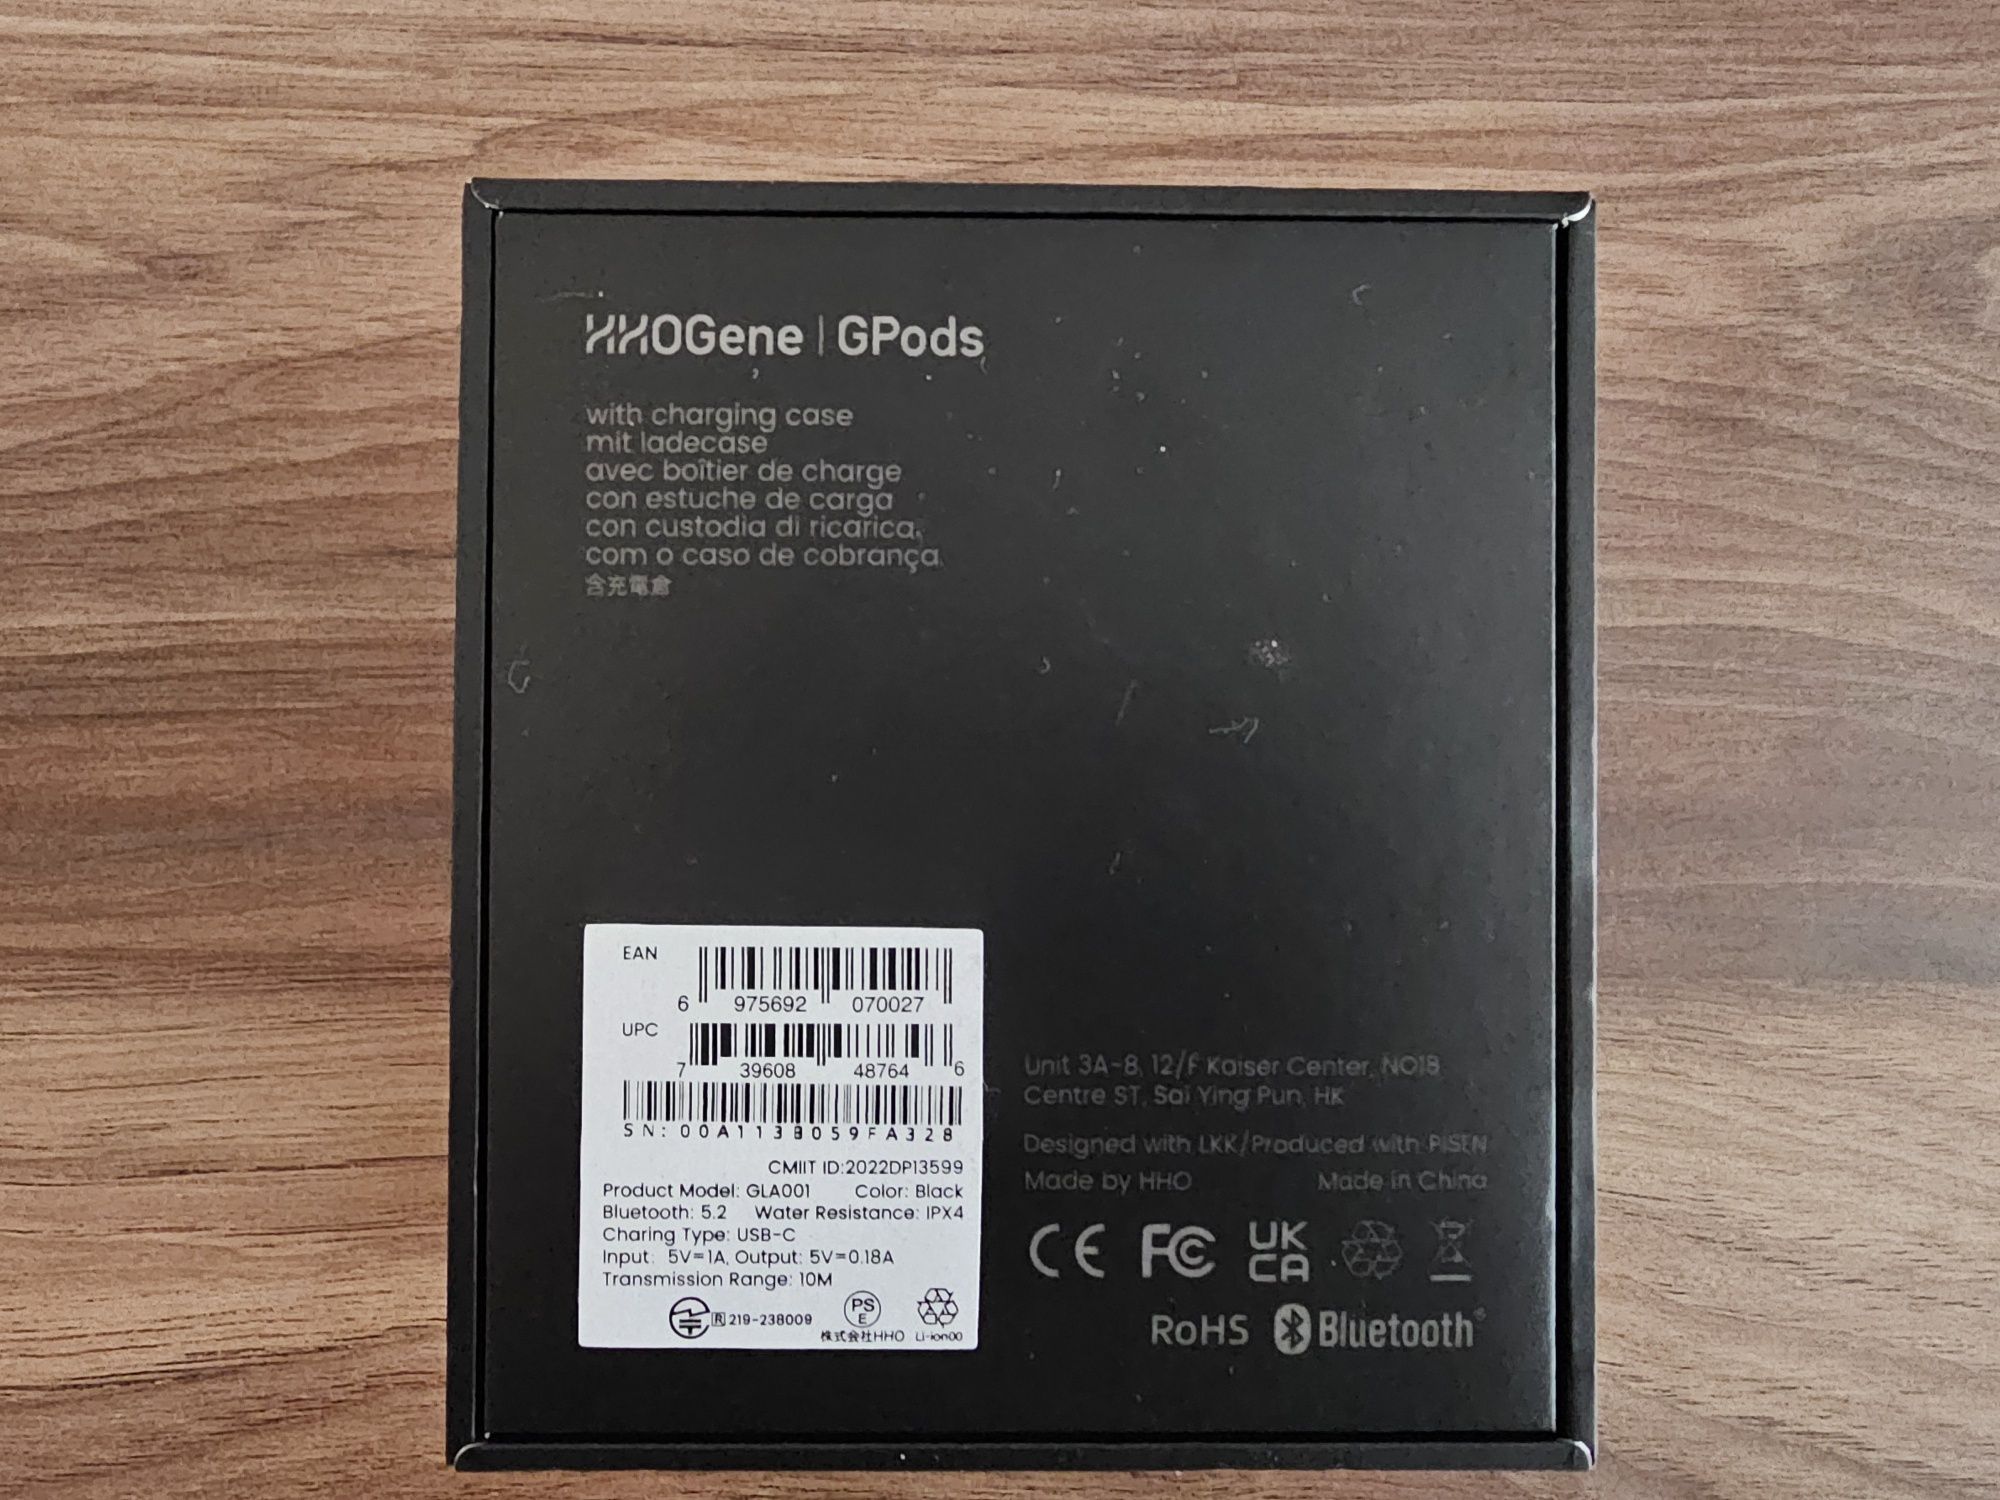 HHOGene | GPods
with charging case
mit ladecase
avec boîtier de charge
con estuche de carga
con custodia di ricarica,
com o caso de cobrança
含充電倉
EAN
6 975692 070027
UPC
7 39608 48764 6
SN:00A113B059FA328
CMIIT ID:2022DP13599
Product Model: GLA001 Color: Black
Bluetooth: 5.2 Water Resistance: IPX4
Charing Type: USB-C
Input: 5V=1A, Output: 5V=0.18A
Transmission Range: 10M
R 219-238009
PS
E
株式会社HHO
Li-ion00
Unit 3A-8, 12/F Kaiser Center, NO18
Centre ST, Sai Ying Pun, HK
Designed with LKK/Produced with PISEN
Made by HHO Made in China
CE FC UK
CA
RoHS Bluetooth®